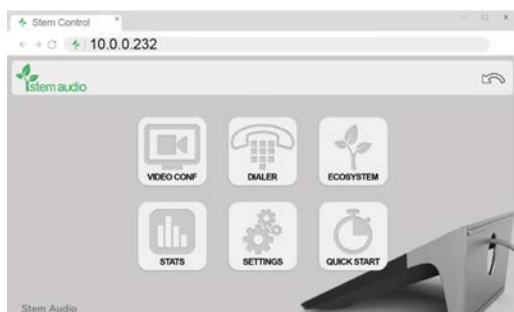 Stem Control
10.0.0.232
stem audio
VIDEO CONF
DIALER
ECOSYSTEM
STATS
SETTINGS
QUICK START
Stem Audio